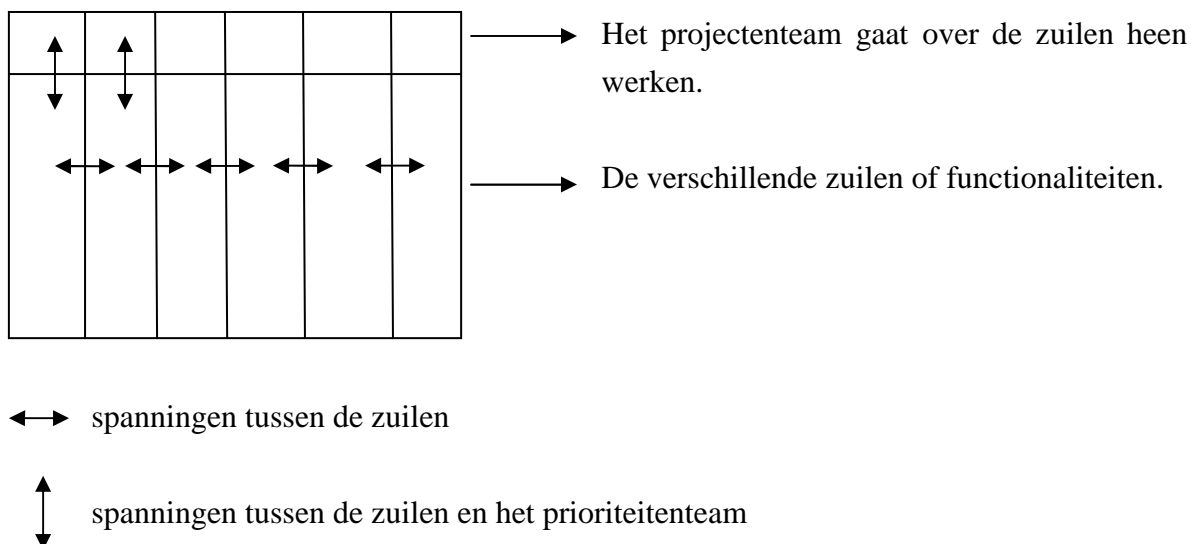 Het projectenteam gaat over de zuilen heen
werken.
De verschillende zuilen of functionaliteiten.
spanningen tussen de zuilen
spanningen tussen de zuilen en het prioriteitenteam